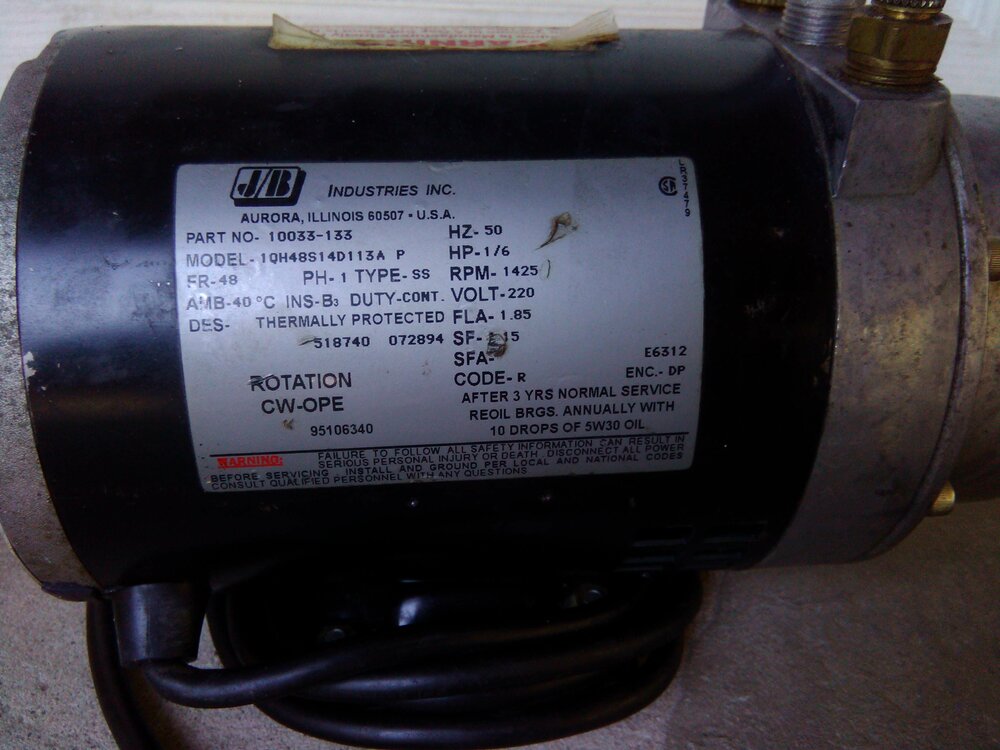 WARNING
J/B INDUSTRIES INC.
AURORA, ILLINOIS 60507 - U.S.A.
LR37479
PART NO- 10033-133
HZ- 50
MODEL- 1QH48S14D113A P
HP-1/6
FR-48 PH-1 TYPE-SS
RPM- 1425
AMB-40°C INS-B3 DUTY-CONT.
VOLT-220
DES- THERMALLY PROTECTED
FLA- 1.85
518740 072894
SF- 15
SFA-
E6312
CODE-R ENC.- DP
ROTATION
CW-OPE
95106340
AFTER 3 YRS NORMAL SERVICE
REOIL BRGS. ANNUALLY WITH
10 DROPS OF 5W30 OIL
WARNING: FAILURE TO FOLLOW ALL SAFETY INFORMATION CAN RESULT IN
SERIOUS PERSONAL INJURY OR DEATH. DISCONNECT ALL POWER
BEFORE SERVICING. INSTALL AND GROUND PER LOCAL AND NATIONAL CODES
CONSULT QUALIFIED PERSONNEL WITH ANY QUESTIONS